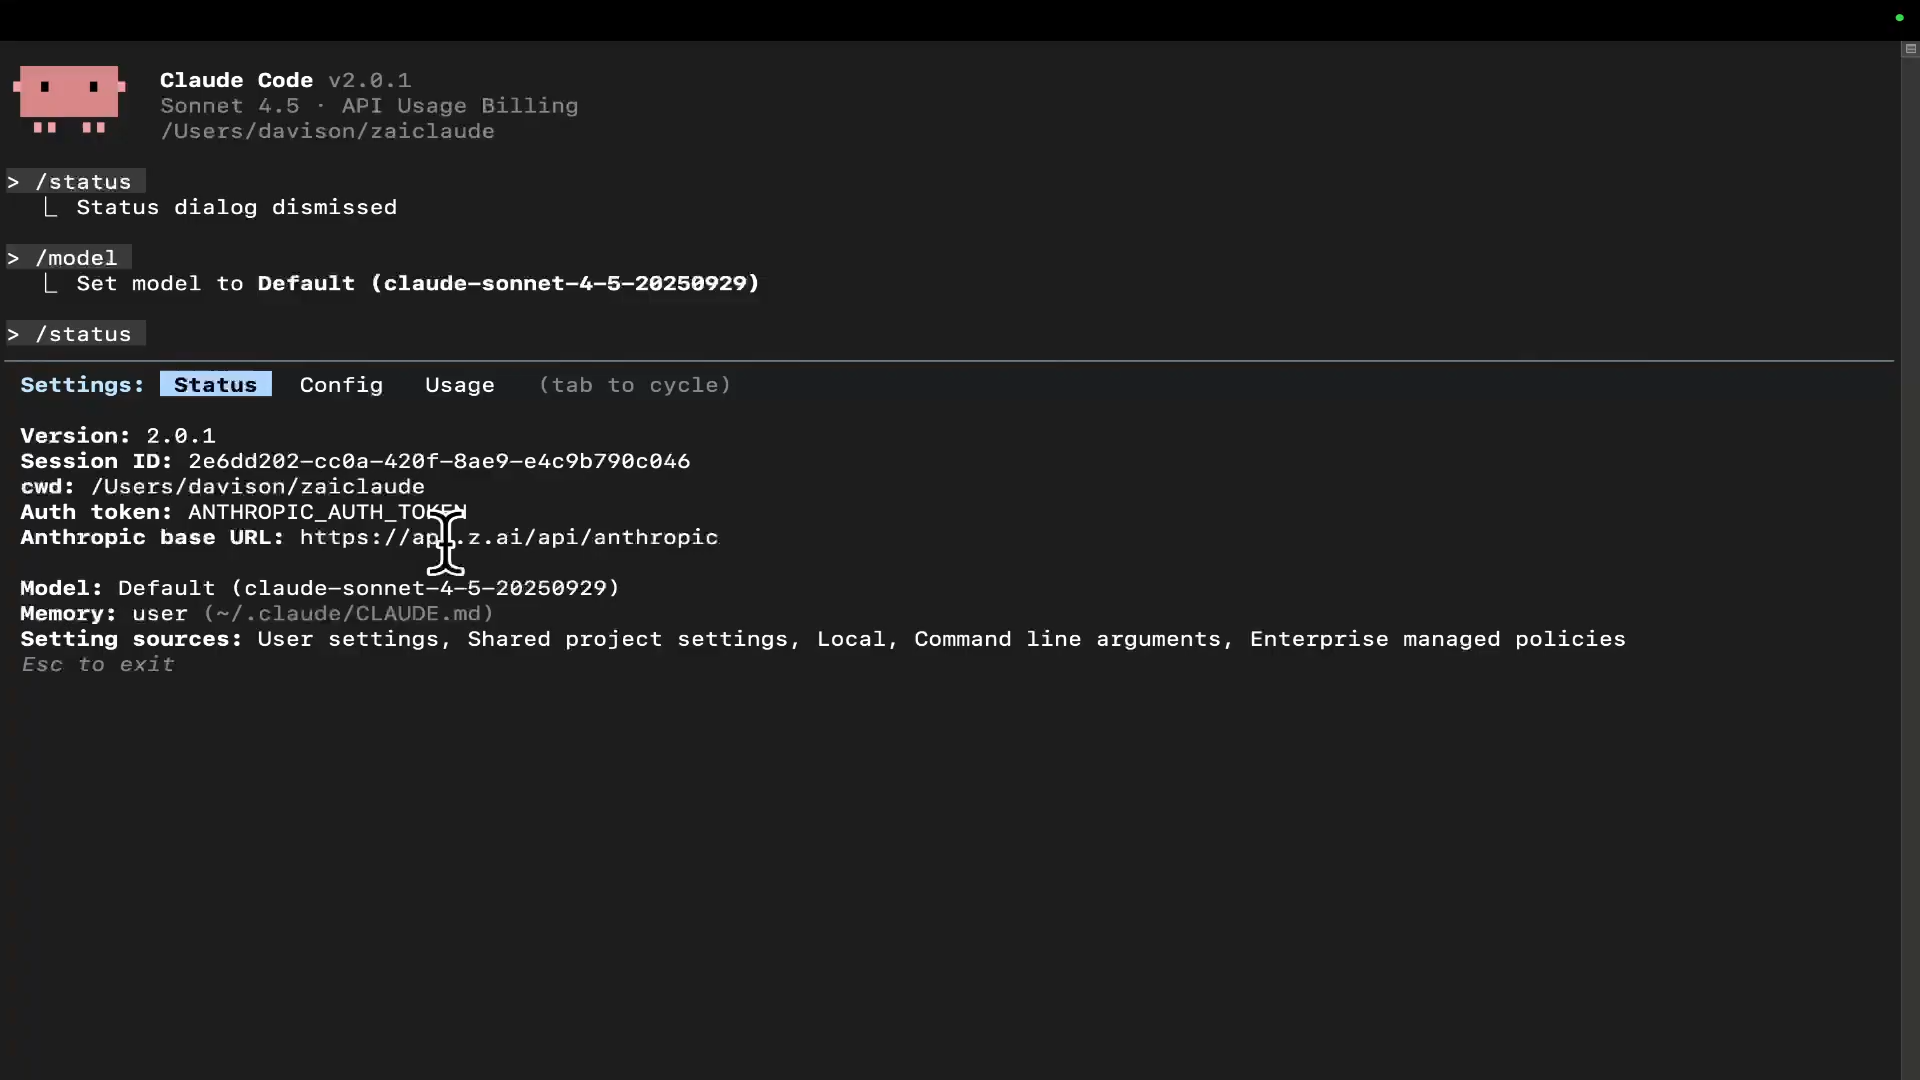 Claude Code v2.0.1
Sonnet 4.5 · API Usage Billing
/Users/davison/zaiclaude
> /status
Status dialog dismissed
> /model
Set model to Default (claude-sonnet-4-5-20250929)
> /status
Settings: Status Config Usage (tab to cycle)
Version: 2.0.1
Session ID: 2e6dd202-cc0a-420f-8ae9-e4c9b790c046
cwd: /Users/davison/zaiclaude
Auth token: ANTHROPIC_AUTH_TOKEN
Anthropic base URL: https://api.z.ai/api/anthropic
Model: Default (claude-sonnet-4-5-20250929)
Memory: user (~/.claude/CLAUDE.md)
Setting sources: User settings, Shared project settings, Local, Command line arguments, Enterprise managed policies
Esc to exit